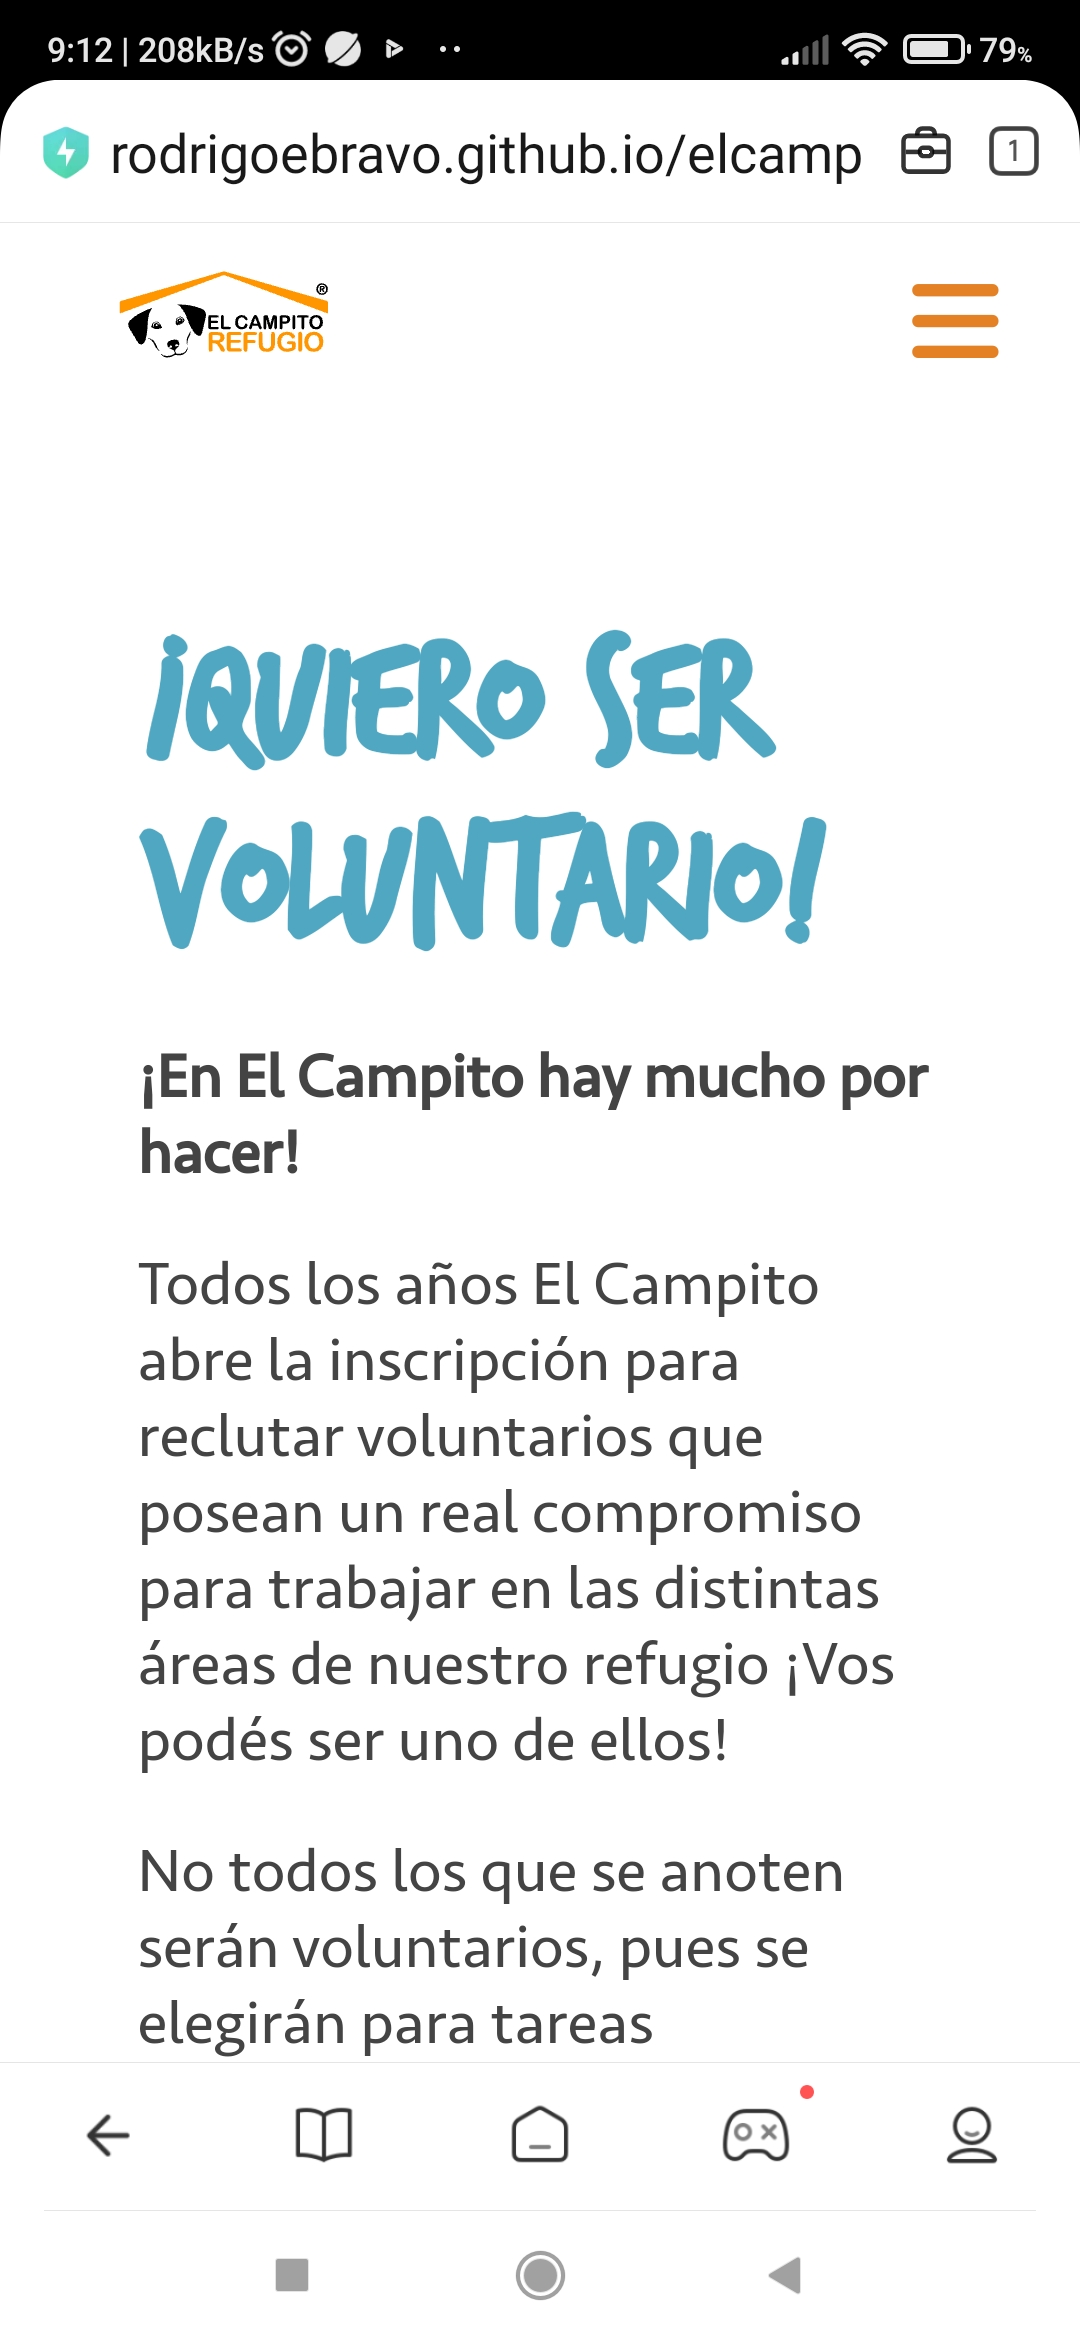 9:12 | 208kB/s
79%
rodrigoebravo.github.io/elcamp
1
EL CAMPITO ®
REFUGIO
¡QUIERO SER
VOLUNTARIO!
¡En El Campito hay mucho por
hacer!
Todos los años El Campito
abre la inscripción para
reclutar voluntarios que
posean un real compromiso
para trabajar en las distintas
áreas de nuestro refugio ¡Vos
podés ser uno de ellos!
No todos los que se anoten
serán voluntarios, pues se
elegirán para tareas